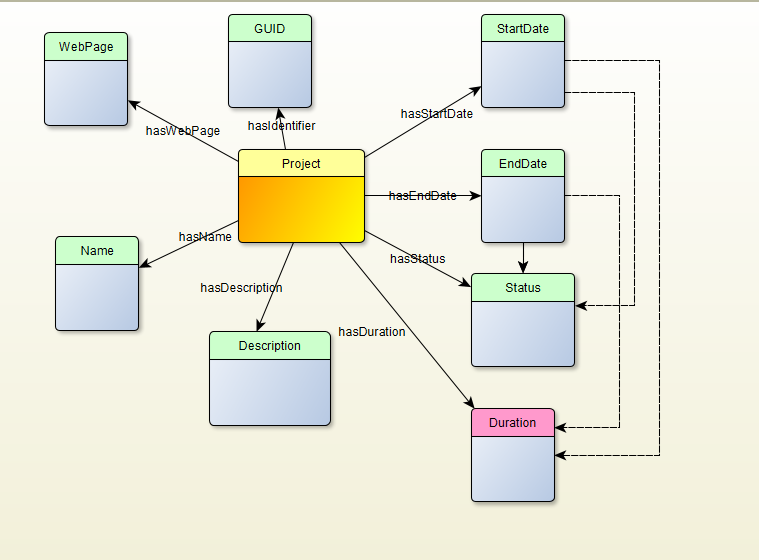 GUID
StartDate
WebPage
hasStartDate
hasIdentifier
hasWebPage
Project
EndDate
hasEndDate
hasName
Name
hasStatus
hasDescription
Status
hasDuration
Description
Duration